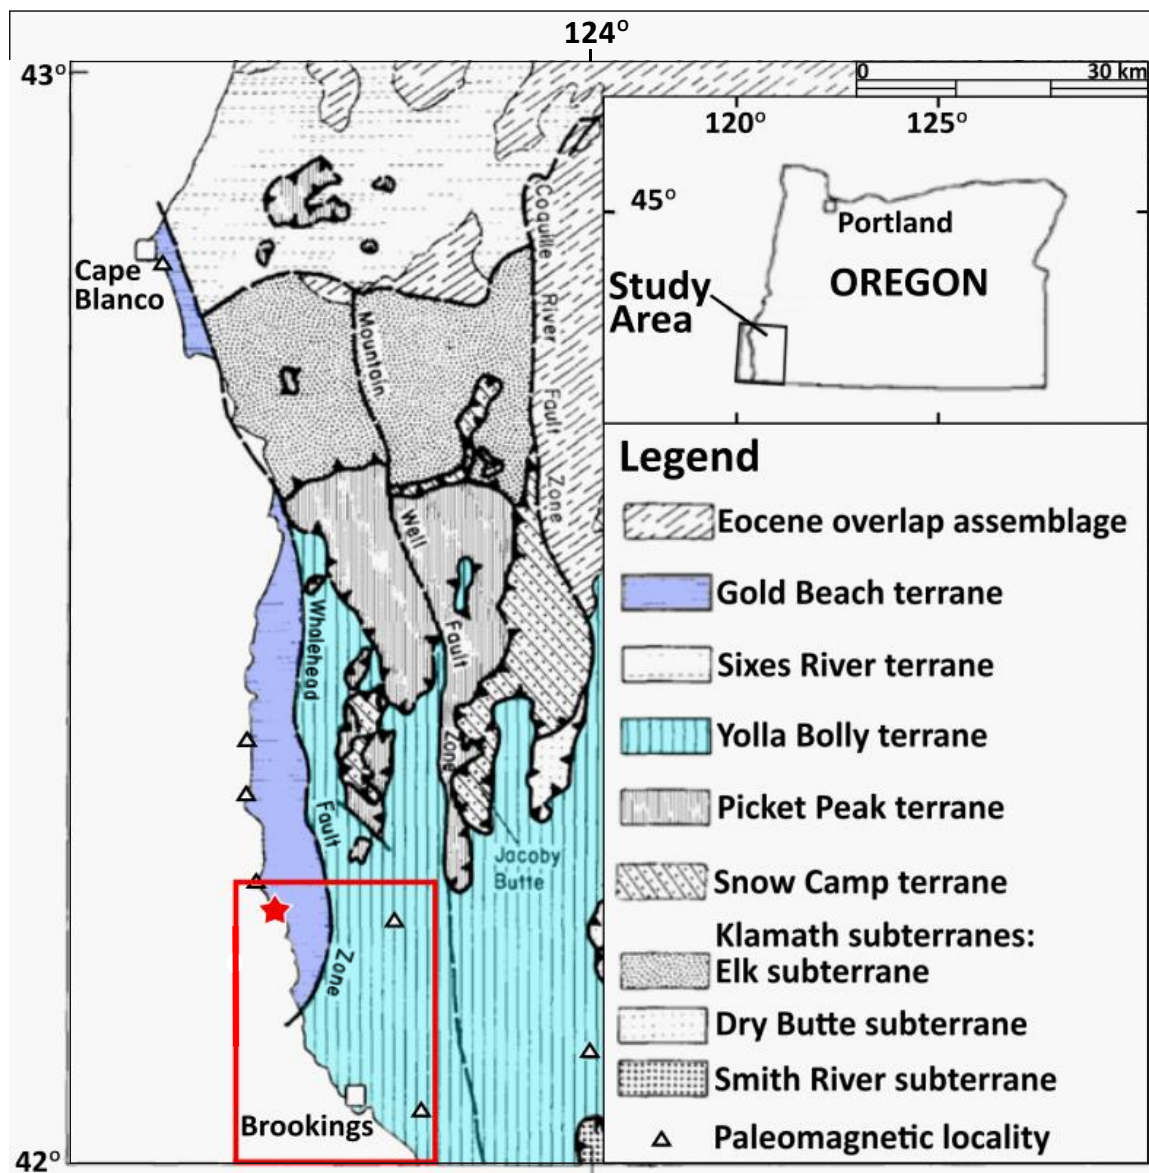 124°
43°
0 30 km
120° 125°
45°
Portland
OREGON
Study
Area
Cape
Blanco
Coquille
River
Fault
Zone
Mountain
Well
Fault
Zone
Whalehead
Fault
Zone
Jacoby
Butte
Brookings
42°
Legend
Eocene overlap assemblage
Gold Beach terrane
Sixes River terrane
Yolla Bolly terrane
Picket Peak terrane
Snow Camp terrane
Klamath subterranes:
Elk subterrane
Dry Butte subterrane
Smith River subterrane
Paleomagnetic locality